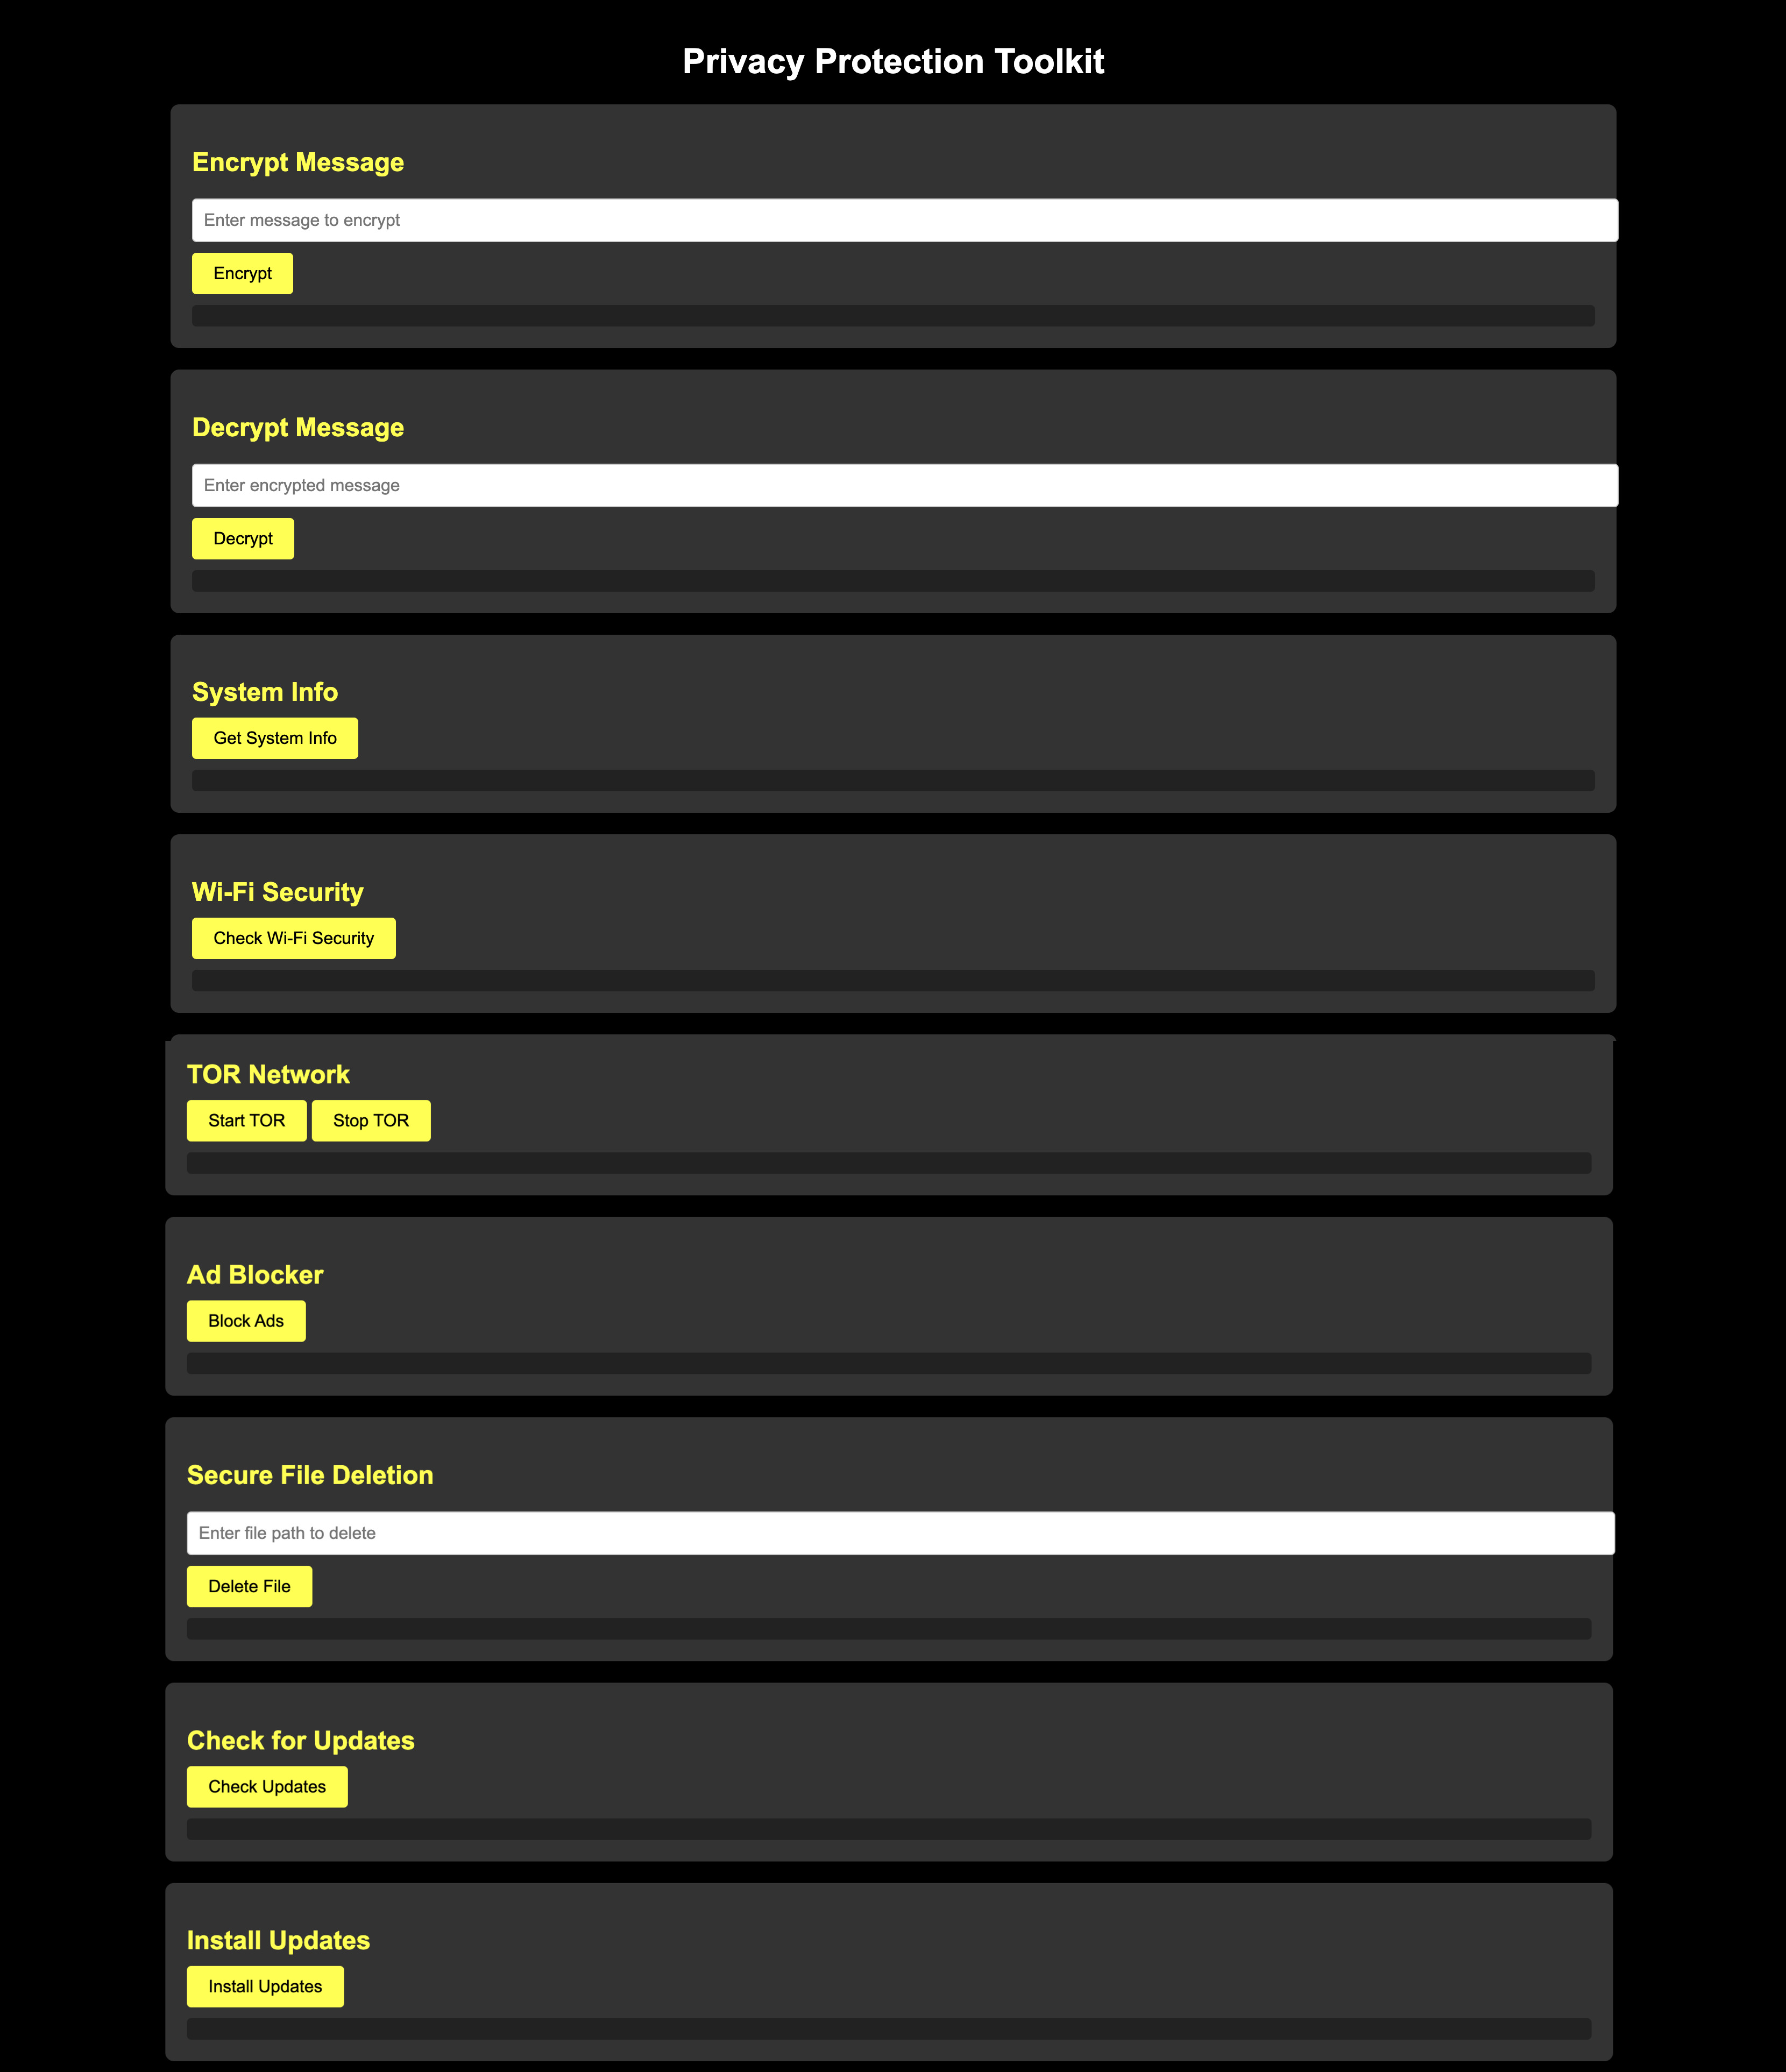 Privacy Protection Toolkit
Encrypt Message
Enter message to encrypt
Encrypt
Decrypt Message
Enter encrypted message
Decrypt
System Info
Get System Info
Wi-Fi Security
Check Wi-Fi Security
TOR Network
Start TOR Stop TOR
Ad Blocker
Block Ads
Secure File Deletion
Enter file path to delete
Delete File
Check for Updates
Check Updates
Install Updates
Install Updates